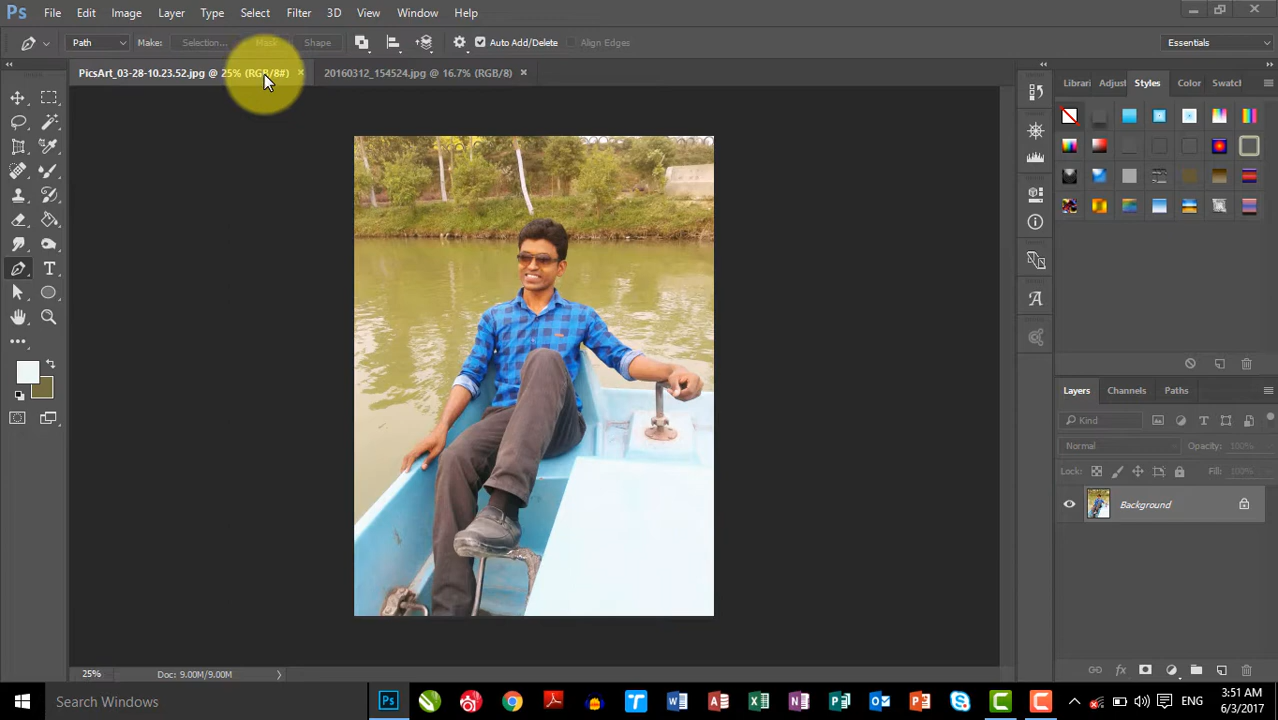 Ps File Edit Image Layer Type Select Filter 3D View Window Help
Path Make: Selection... Mask Shape Auto Add/Delete Align Edges Essentials
PicsArt_03-28-10.23.52.jpg @ 25% (RGB/8#) × 20160312_154524.jpg @ 16.7% (RGB/8) ×
Librari Adjust Styles Color Swatcl
Layers Channels Paths
Kind
Normal Opacity: 100%
Lock: Fill: 100%
Background
25% Doc: 9.00M/9.00M
Search Windows
ENG
3:51 AM
6/3/2017